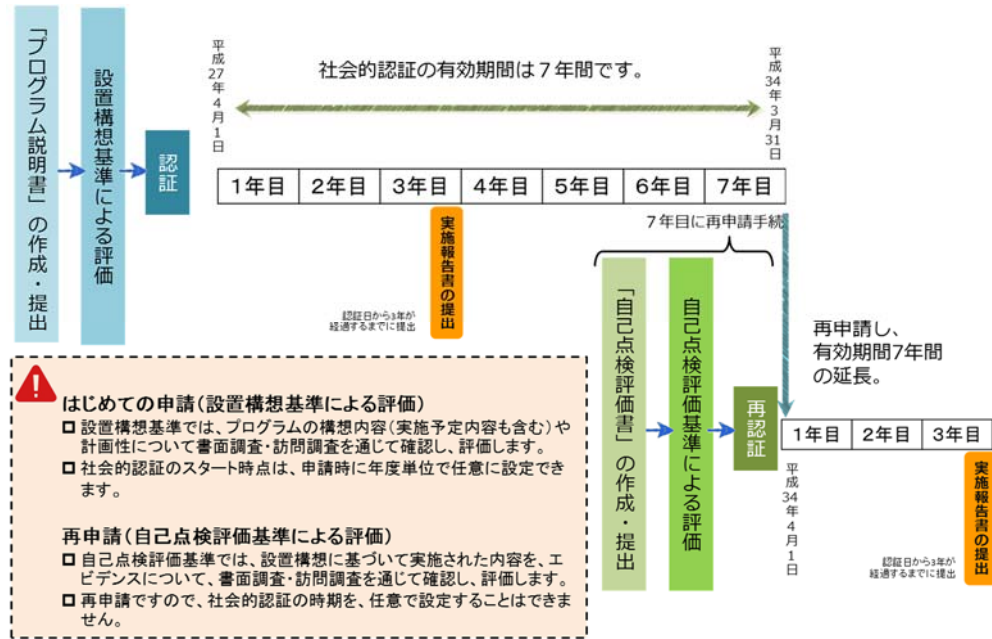 「プログラム説明書」の作成・提出
設置構想基準による評価
認証
平成27年4月1日
社会的認証の有効期間は７年間です。
平成34年3月31日
1年目
2年目
3年目
4年目
5年目
6年目
7年目
実施報告書の提出
認証日から3年が
経過するまでに提出
７年目に再申請手続
「自己点検評価書」の作成・提出
自己点検評価基準による評価
再認証
再申請し、
有効期間7年間
の延長。
1年目
2年目
3年目
平成34年4月1日
実施報告書の提出
認証日から3年が
経過するまでに提出
はじめての申請（設置構想基準による評価）
設置構想基準では、プログラムの構想内容（実施予定内容も含む）や
計画性について書面調査・訪問調査を通じて確認し、評価します。
社会的認証のスタート時点は、申請時に年度単位で任意に設定でき
ます。
再申請（自己点検評価基準による評価）
自己点検評価基準では、設置構想に基づいて実施された内容を、エ
ビデンスについて、書面調査・訪問調査を通じて確認し、評価します。
再申請ですので、社会的認証の時期を、任意で設定することはできま
せん。